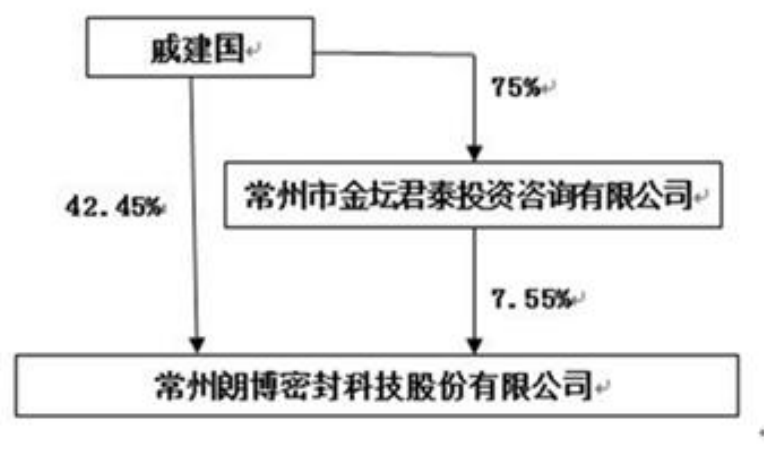 戚建国
75%
常州市金坛君泰投资咨询有限公司
42.45%
7.55%
常州朗博密封科技股份有限公司